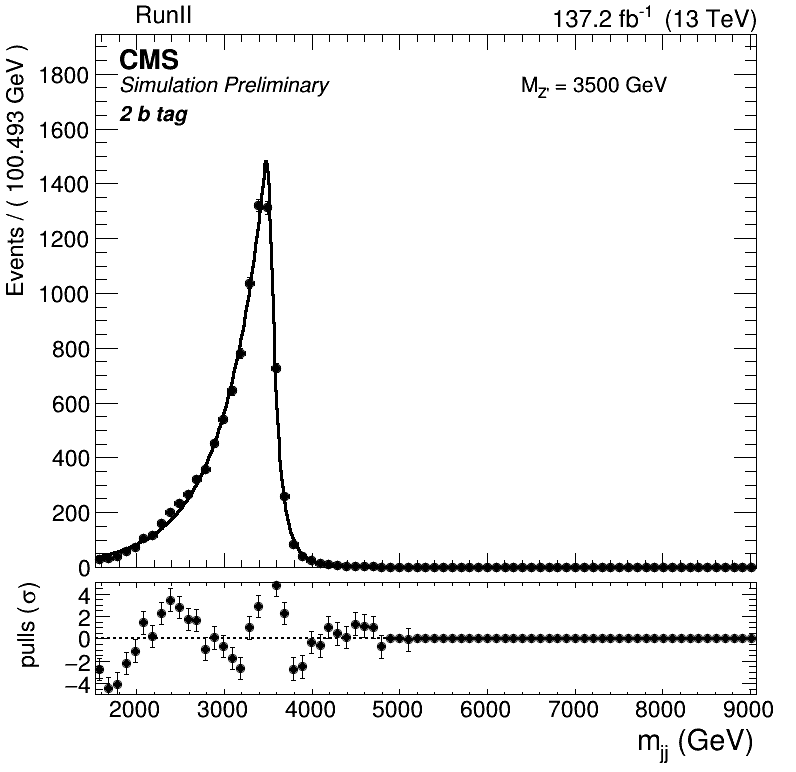 RunII 137.2 fb-1 (13 TeV)
CMS
Simulation Preliminary
2 b tag
MZ' = 3500 GeV
Events / ( 100.493 GeV )
1800
1600
1400
1200
1000
800
600
400
200
0
pulls (σ)
4
2
0
−2
−4
2000 3000 4000 5000 6000 7000 8000 9000
mjj (GeV)